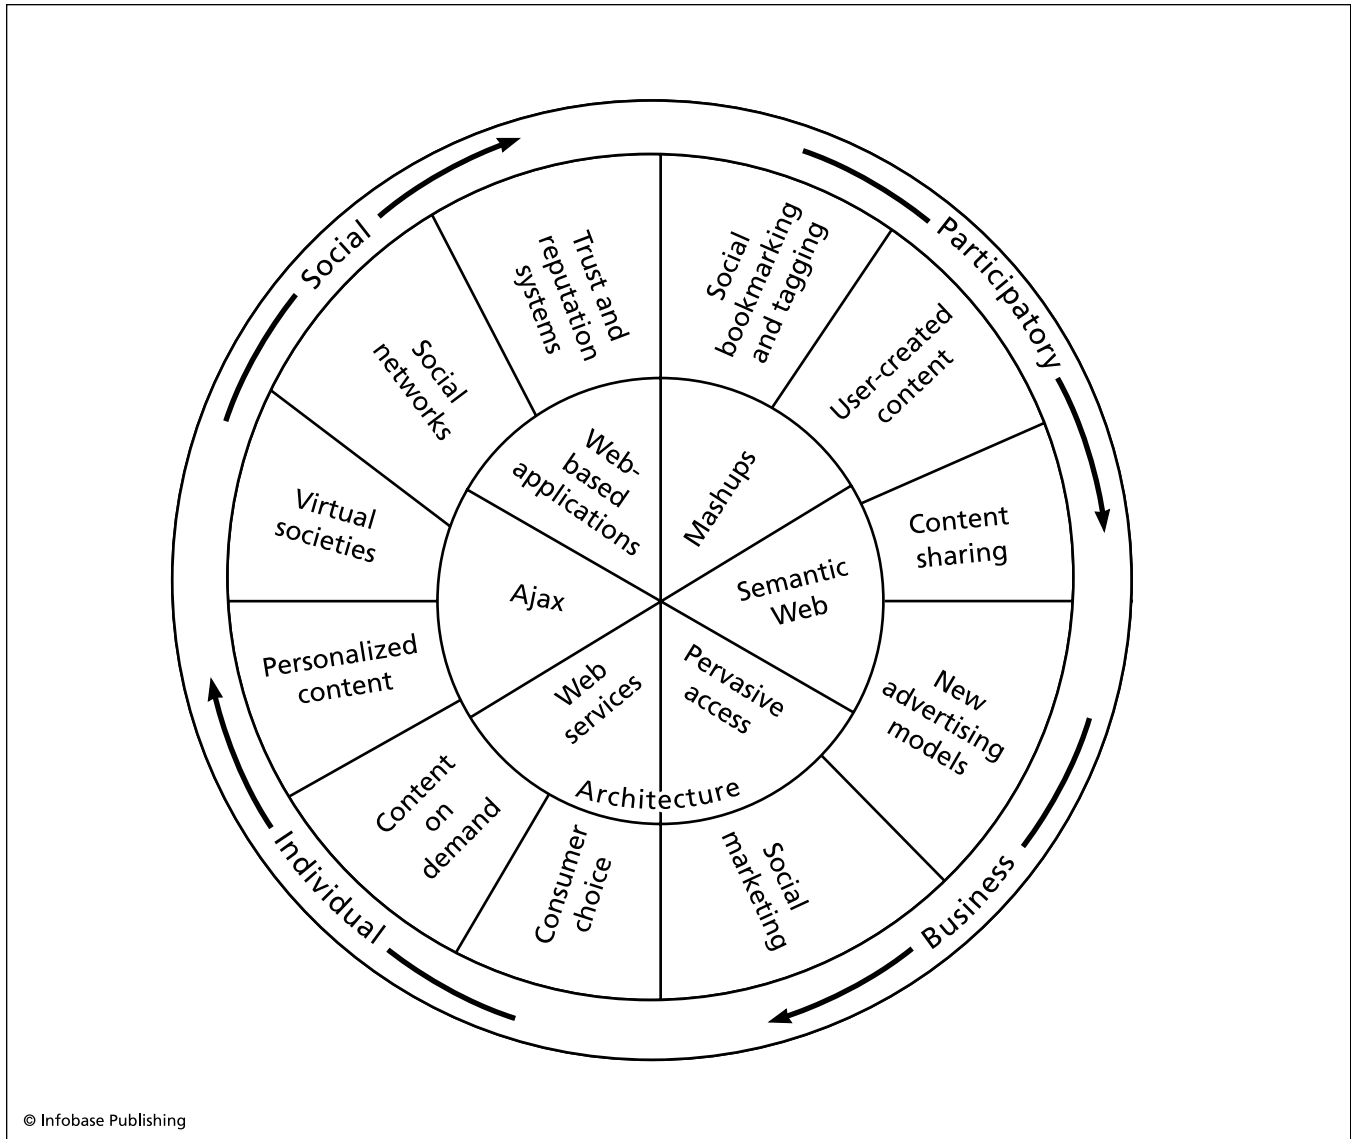 Social
Participatory
Business
Individual
Trust and
reputation
systems
Social
bookmarking
and tagging
User-created
content
Content
sharing
New
advertising
models
Social
marketing
Consumer
choice
Content
on
demand
Personalized
content
Virtual
societies
Social
networks
Web-
based
applications
Mashups
Semantic
Web
Pervasive
access
Web
services
Ajax
Architecture
© Infobase Publishing